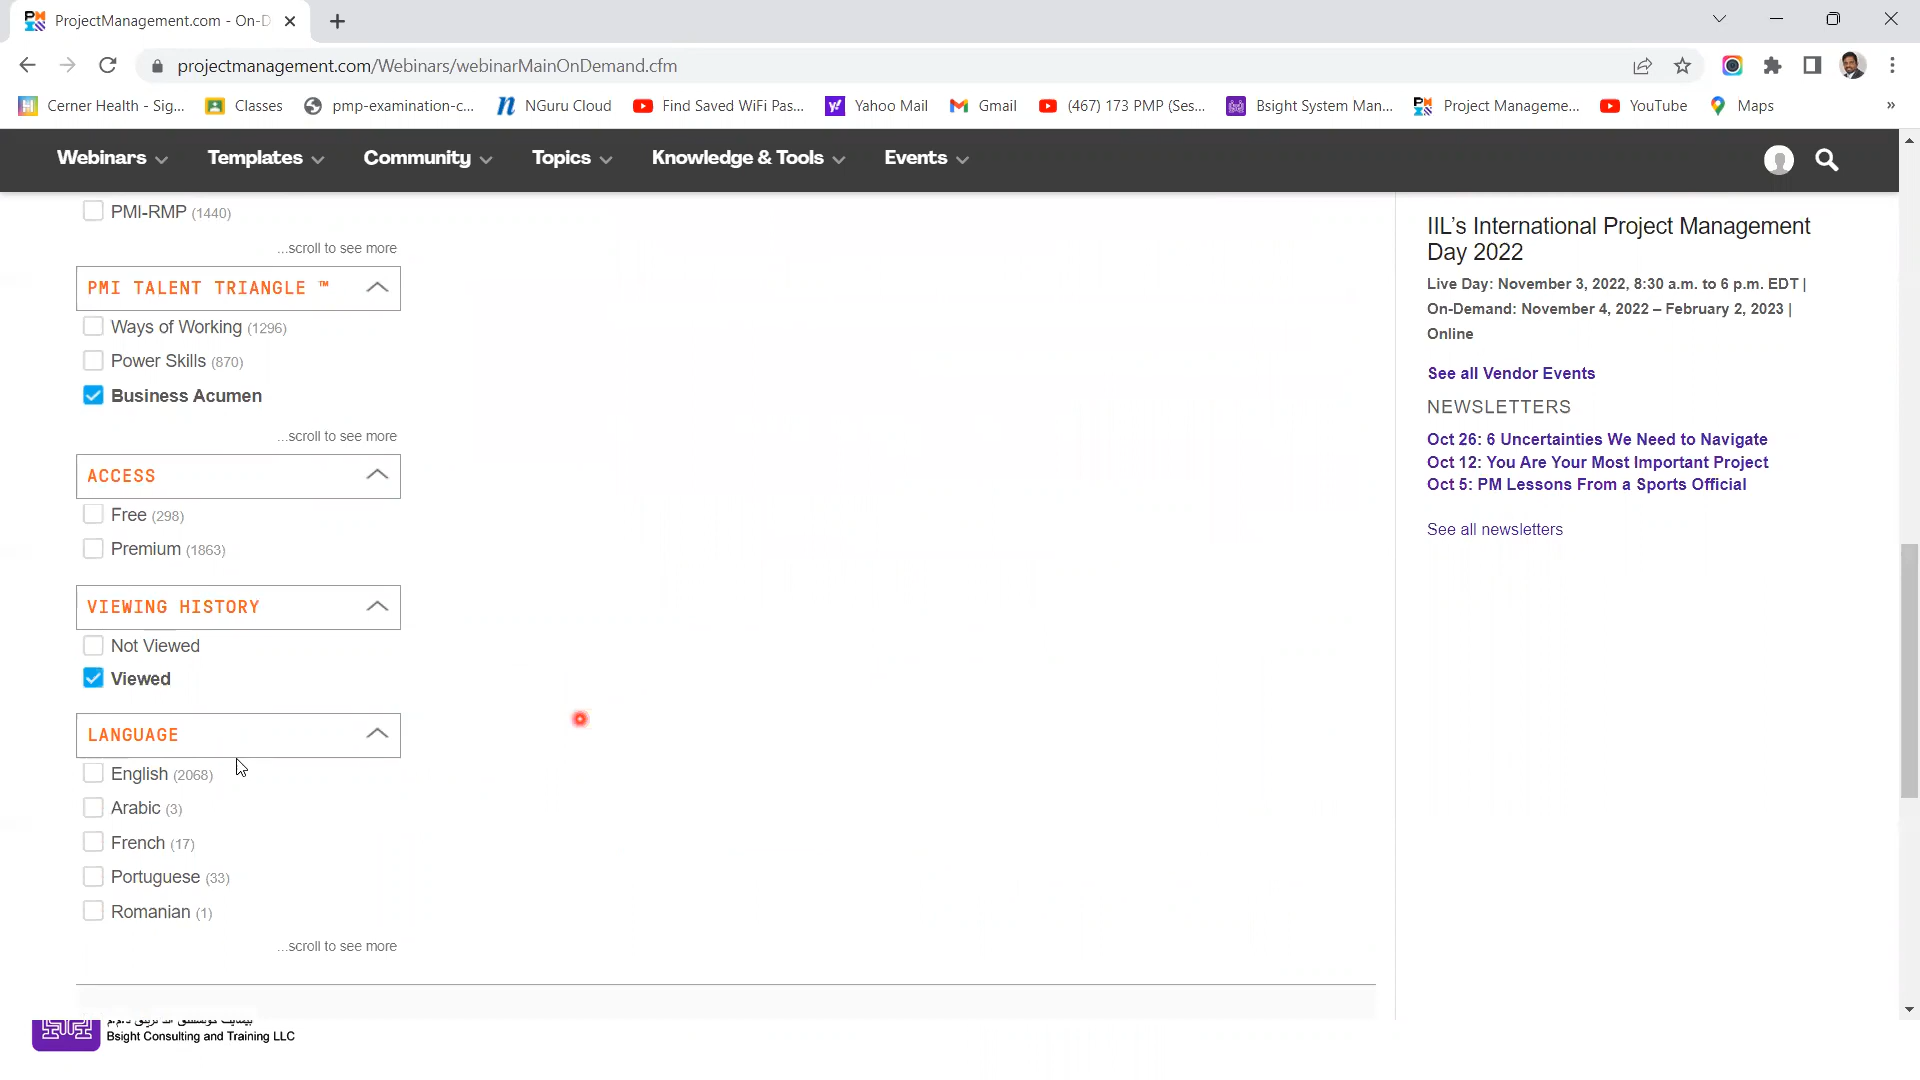 ProjectManagement.com - On-D
projectmanagement.com/Webinars/webinarMainOnDemand.cfm
Cerner Health - Sig... Classes pmp-examination-c... NGuru Cloud Find Saved WiFi Pas... Yahoo Mail Gmail (467) 173 PMP (Ses... Bsight System Man... Project Manageme... YouTube Maps »
Webinars Templates Community Topics Knowledge & Tools Events
PMI-RMP (1440)
...scroll to see more
PMI TALENT TRIANGLE ™
Ways of Working (1296)
Power Skills (870)
Business Acumen
...scroll to see more
ACCESS
Free (298)
Premium (1863)
VIEWING HISTORY
Not Viewed
Viewed
LANGUAGE
English (2068)
Arabic (3)
French (17)
Portuguese (33)
Romanian (1)
...scroll to see more
IIL's International Project Management
Day 2022
Live Day: November 3, 2022, 8:30 a.m. to 6 p.m. EDT |
On-Demand: November 4, 2022 – February 2, 2023 |
Online
See all Vendor Events
NEWSLETTERS
Oct 26: 6 Uncertainties We Need to Navigate
Oct 12: You Are Your Most Important Project
Oct 5: PM Lessons From a Sports Official
See all newsletters
Bsight Consulting and Training LLC